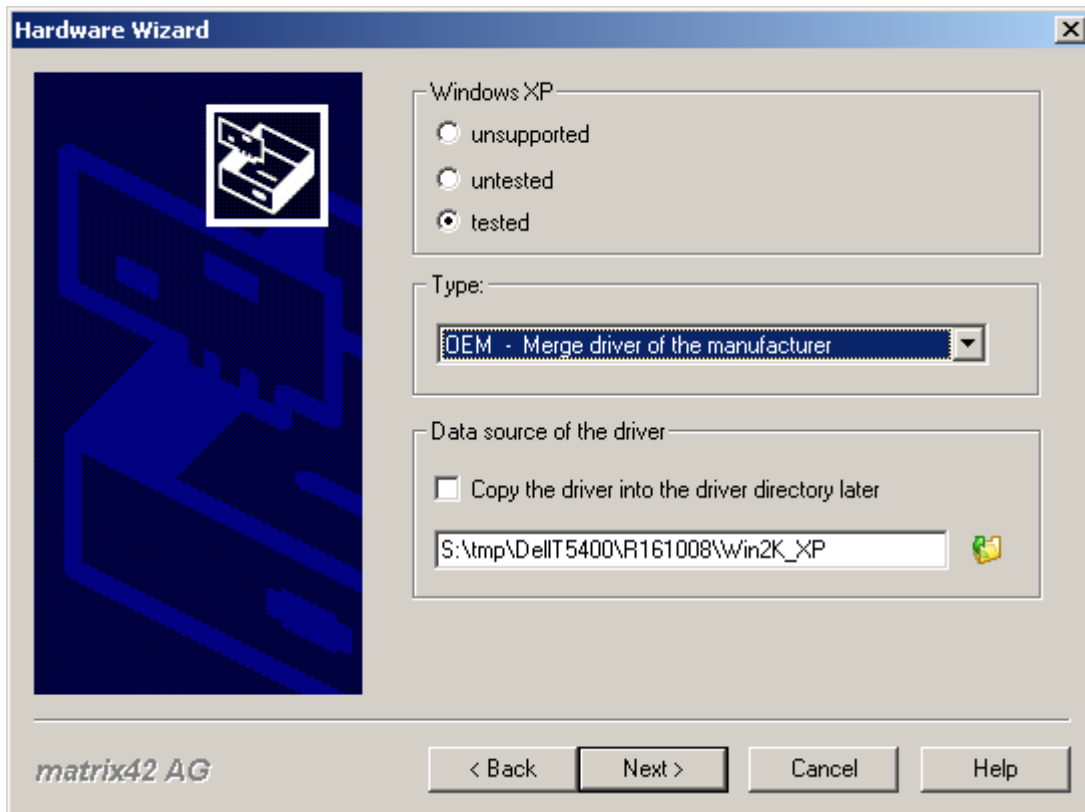 Hardware Wizard
Windows XP
unsupported
untested
tested
Type:
OEM - Merge driver of the manufacturer
Data source of the driver
Copy the driver into the driver directory later
S:\tmp\DellT5400\R161008\Win2K_XP
matrix42 AG
< Back
Next >
Cancel
Help